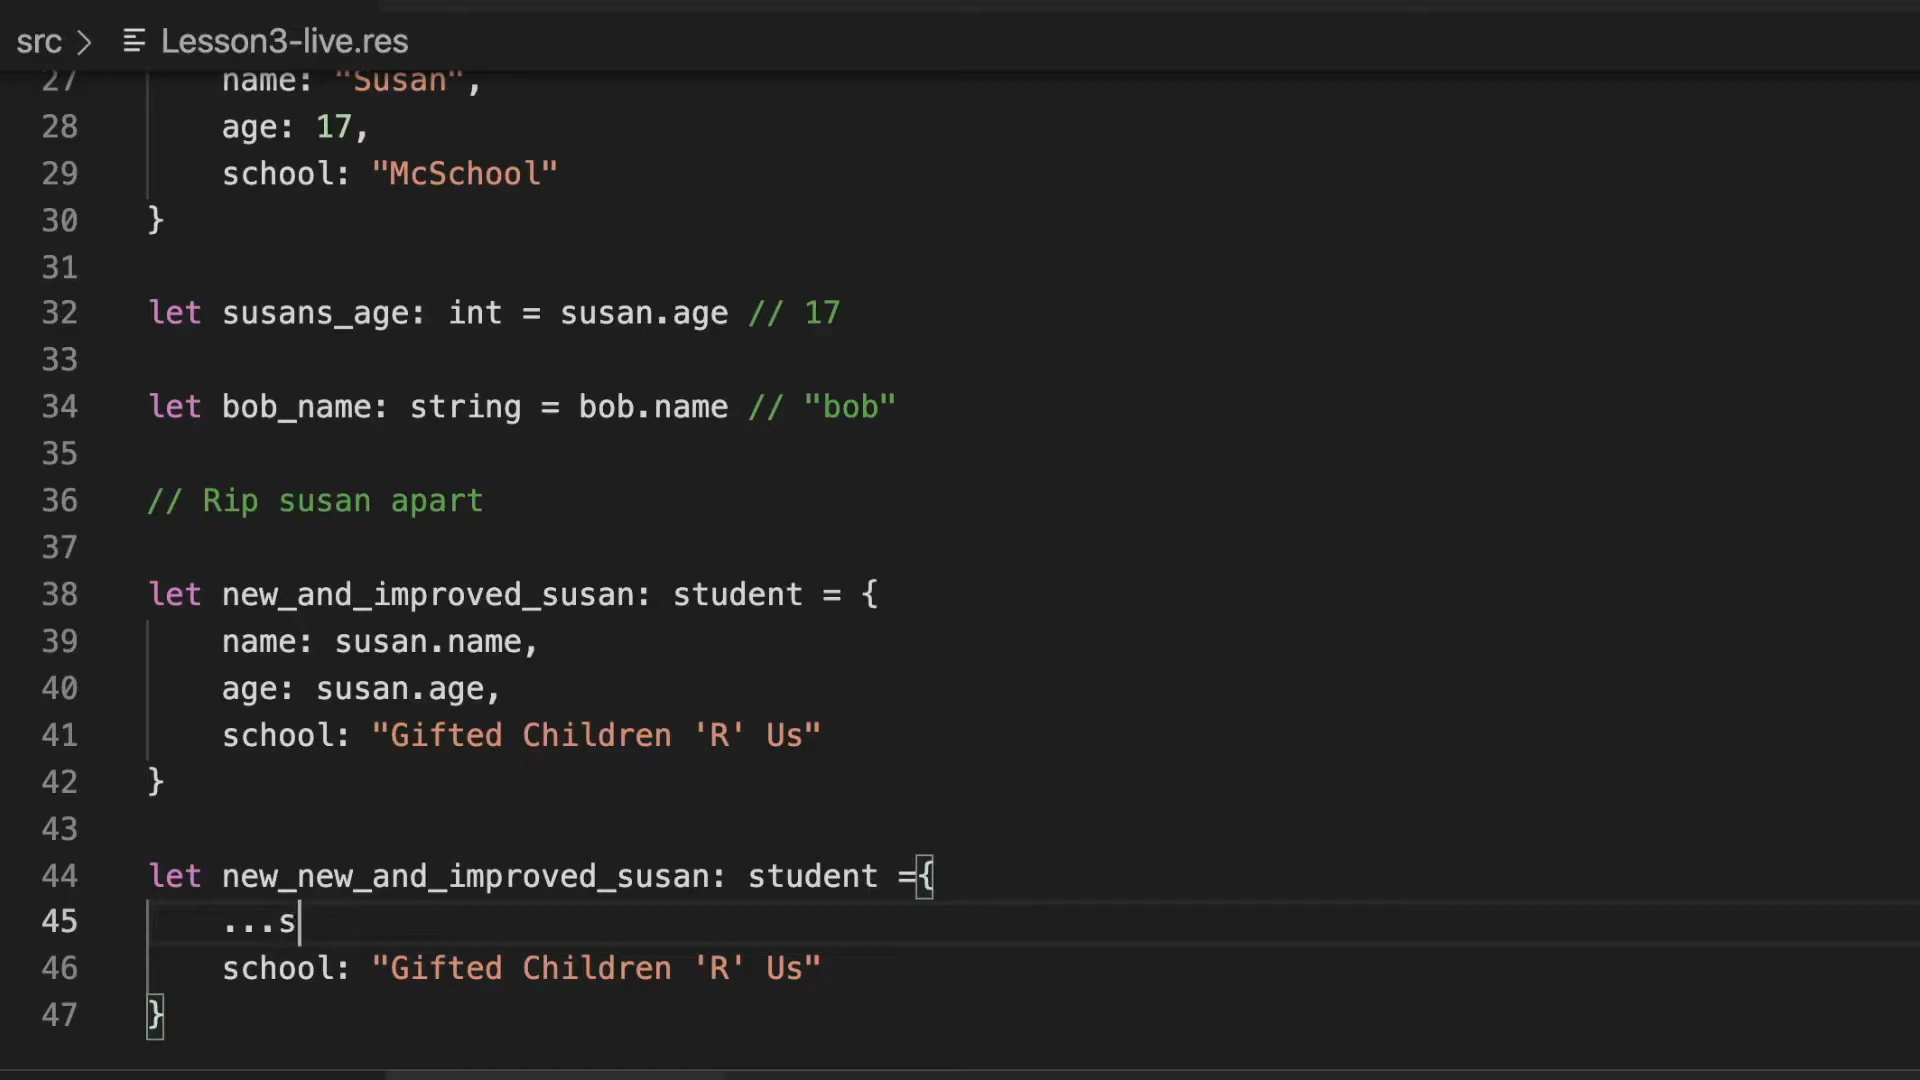 src > Lesson3-live.res
27 name: "Susan",
28 age: 17,
29 school: "McSchool"
30 }
31
32 let susans_age: int = susan.age // 17
33
34 let bob_name: string = bob.name // "bob"
35
36 // Rip susan apart
37
38 let new_and_improved_susan: student = {
39 name: susan.name,
40 age: susan.age,
41 school: "Gifted Children 'R' Us"
42 }
43
44 let new_new_and_improved_susan: student ={
45 ...s
46 school: "Gifted Children 'R' Us"
47 }